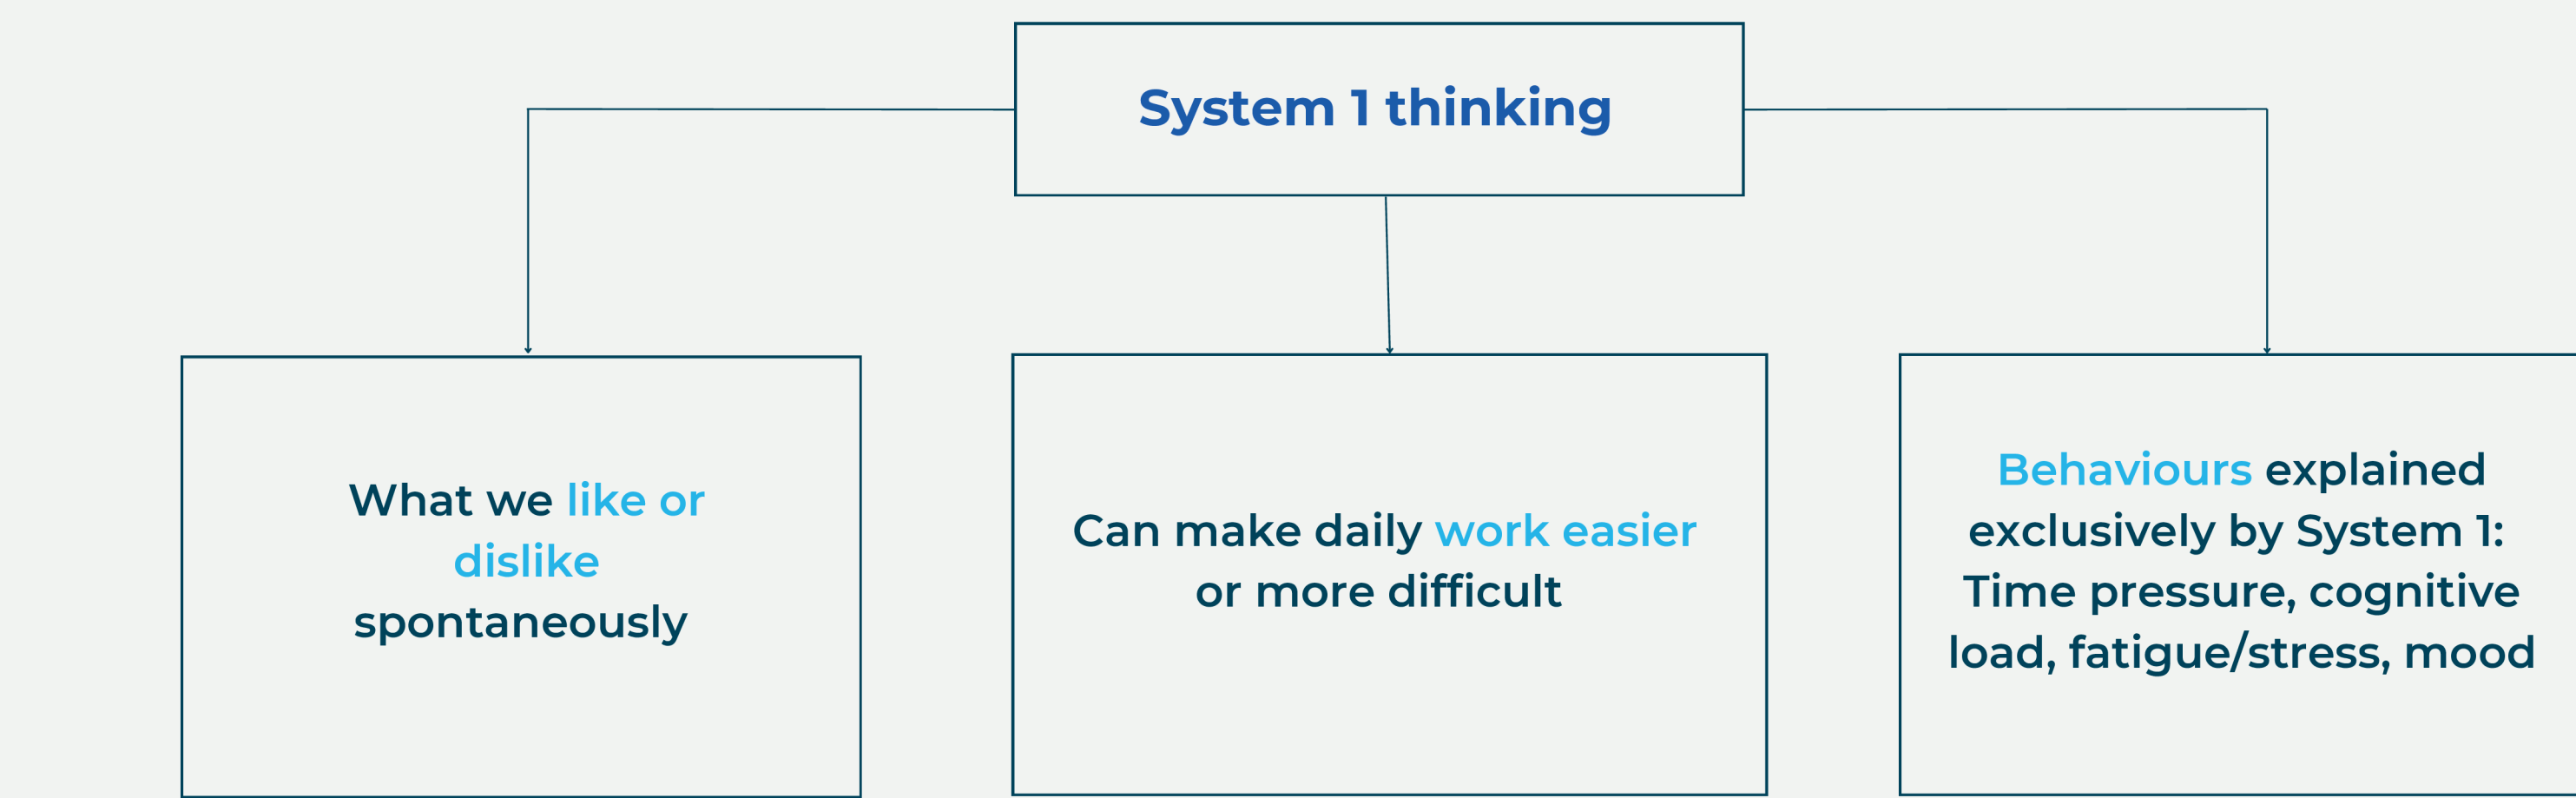 System 1 thinking
What we like or
dislike
spontaneously
Can make daily work easier
or more difficult
Behaviours explained
exclusively by System 1:
Time pressure, cognitive
load, fatigue/stress, mood